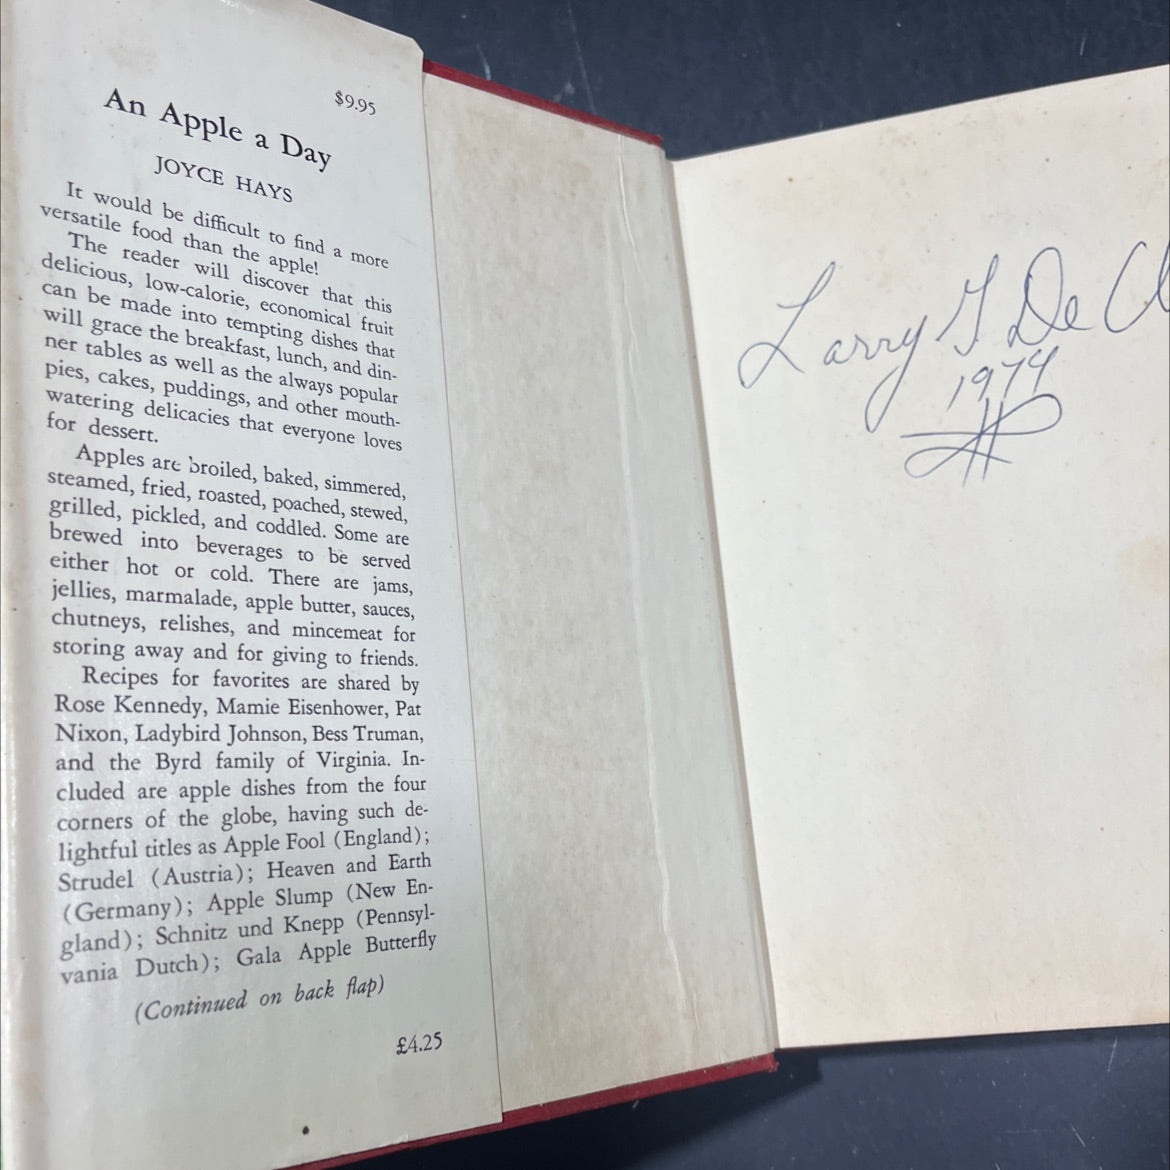 $9.95
An Apple a Day
JOYCE HAYS
It would be difficult to find a more
versatile food than the apple!
The reader will discover that this
delicious, low-calorie, economical fruit
can be made into tempting dishes that
will grace the breakfast, lunch, and din-
ner tables as well as the always popular
pies, cakes, puddings, and other mouth-
watering delicacies that everyone loves
for dessert.
Apples are broiled, baked, simmered,
steamed, fried, roasted, poached, stewed,
grilled, pickled, and coddled. Some are
brewed into beverages to be served
either hot or cold. There are jams,
jellies, marmalade, apple butter, sauces,
chutneys, relishes, and mincemeat for
storing away and for giving to friends.
Recipes for favorites are shared by
Rose Kennedy, Mamie Eisenhower, Pat
Nixon, Ladybird Johnson, Bess Truman,
and the Byrd family of Virginia. In-
cluded are apple dishes from the four
corners of the globe, having such de-
lightful titles as Apple Fool (England);
Strudel (Austria); Heaven and Earth
(Germany); Apple Slump (New En-
gland); Schnitz und Knepp (Pennsyl-
vania Dutch); Gala Apple Butterfly
(Continued on back flap)
£4.25
Larry G De
1979